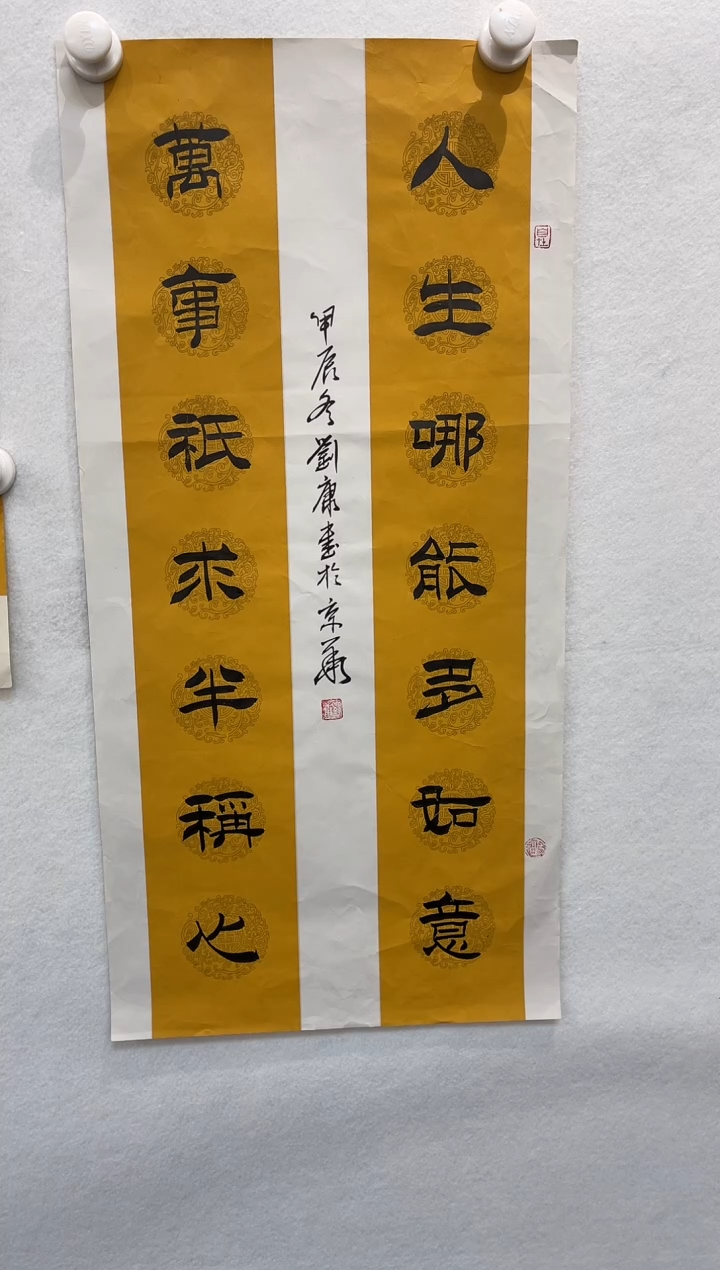 人生哪能多如意
萬事祇求半稱心
甲辰冬劉康書於京華